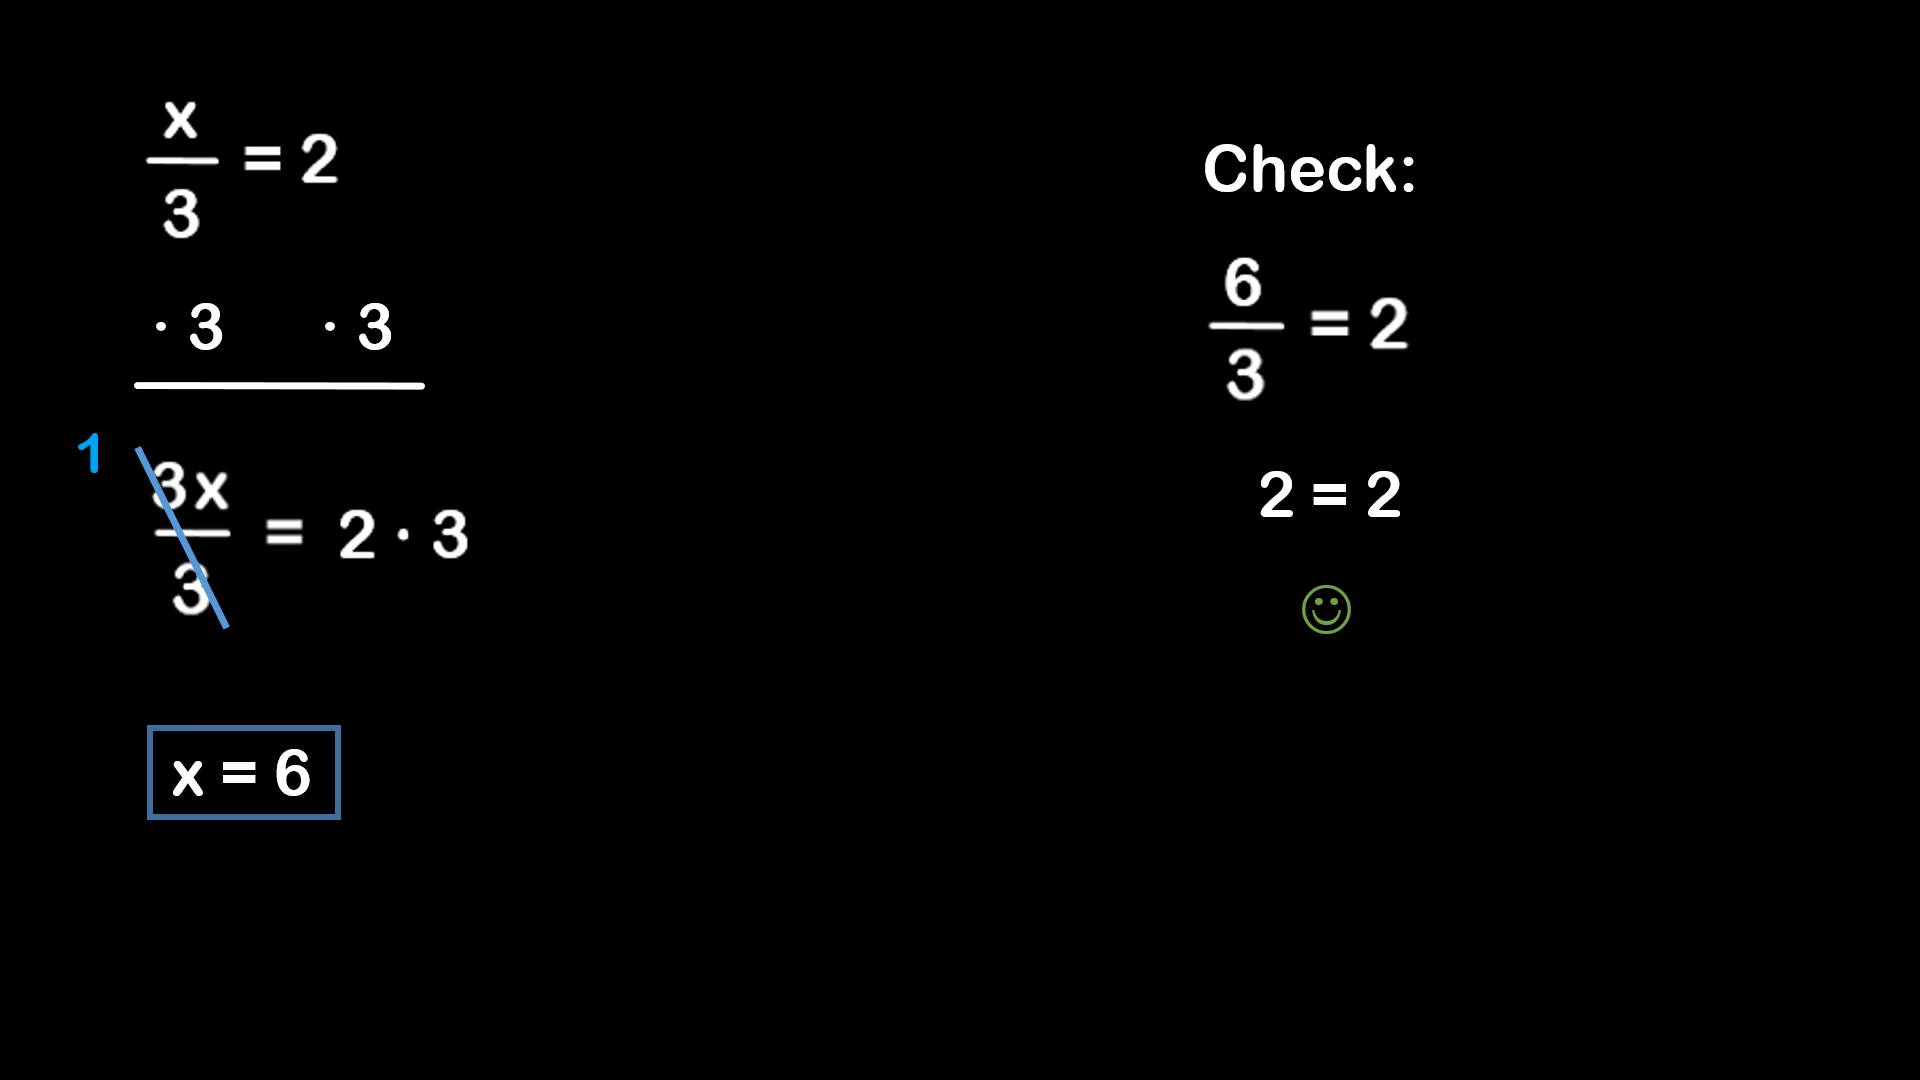 x
3
= 2
· 3 · 3
1
3x
3
= 2 · 3
x = 6
Check:
6
3
= 2
2 = 2